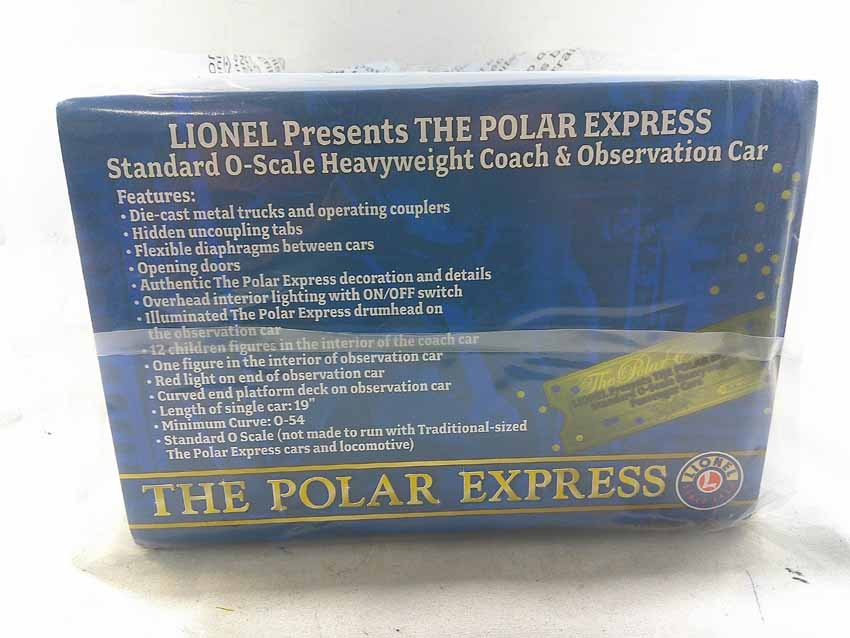 LIONEL Presents THE POLAR EXPRESS
Standard O-Scale Heavyweight Coach & Observation Car
Features:
• Die-cast metal trucks and operating couplers
• Hidden uncoupling tabs
• Flexible diaphragms between cars
• Opening doors
• Authentic The Polar Express decoration and details
• Overhead interior lighting with ON/OFF switch
• Illuminated The Polar Express drumhead on
the observation car
• 12 children figures in the interior of the coach car
• One figure in the interior of observation car
• Red light on end of observation car
• Curved end platform deck on observation car
• Length of single car: 19"
• Minimum Curve: O-54
• Standard O Scale (not made to run with Traditional-sized
The Polar Express cars and locomotive)
The Polar
THE POLAR EXPRESS
LIONEL
L